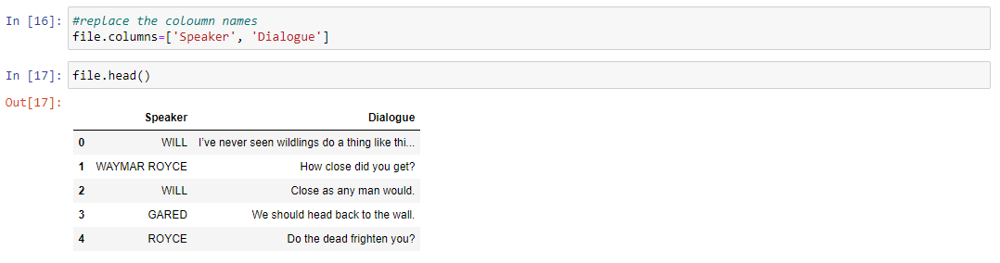 In [16]: #replace the coloumn names
file.columns=['Speaker', 'Dialogue']
In [17]: file.head()
Out[17]:
Speaker Dialogue
0 WILL I’ve never seen wildlings do a thing like thi...
1 WAYMAR ROYCE How close did you get?
2 WILL Close as any man would.
3 GARED We should head back to the wall.
4 ROYCE Do the dead frighten you?